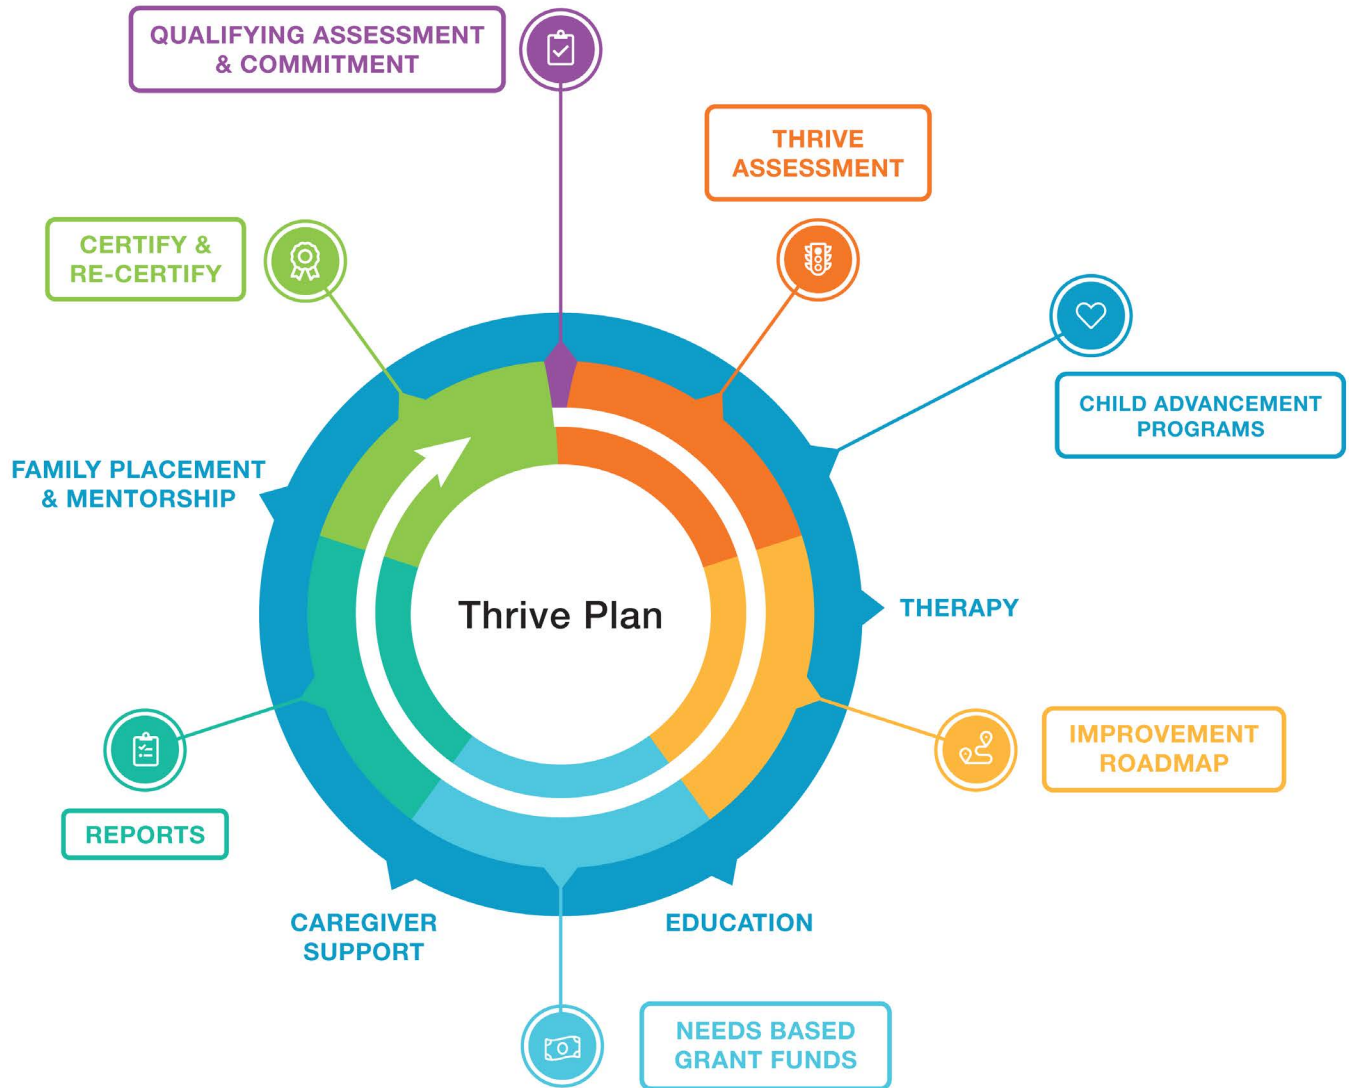 QUALIFYING ASSESSMENT
& COMMITMENT
THRIVE
ASSESSMENT
CERTIFY &
RE-CERTIFY
CHILD ADVANCEMENT
PROGRAMS
FAMILY PLACEMENT
& MENTORSHIP
Thrive Plan
THERAPY
IMPROVEMENT
ROADMAP
REPORTS
CAREGIVER
SUPPORT
EDUCATION
NEEDS BASED
GRANT FUNDS